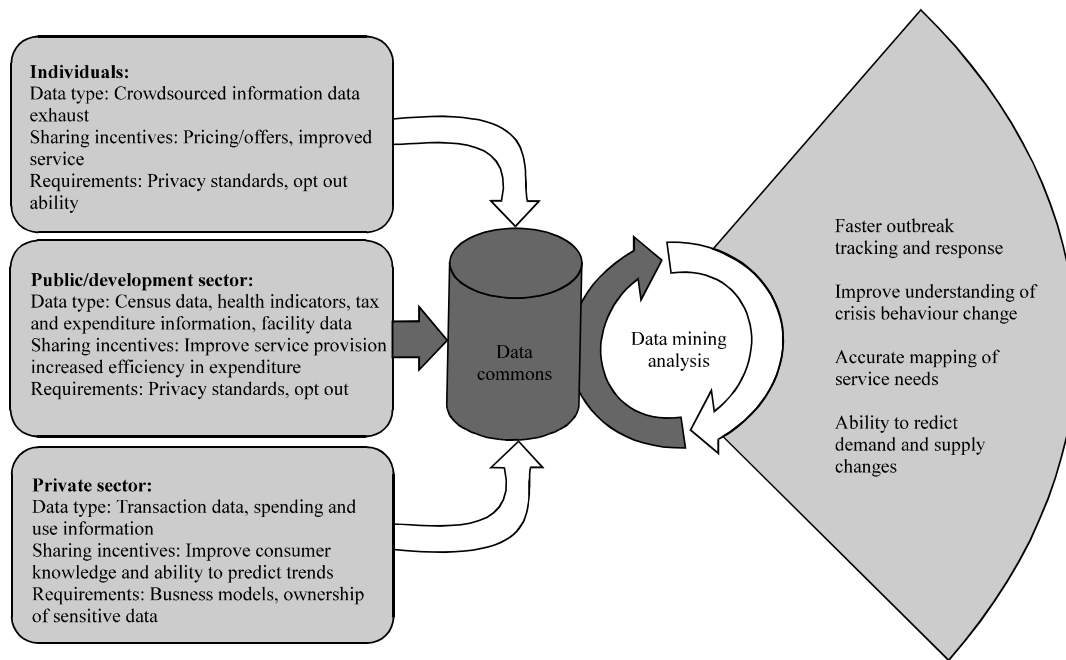 Individuals:
Data type: Crowdsourced information data
exhaust
Sharing incentives: Pricing/offers, improved
service
Requirements: Privacy standards, opt out
ability
Public/development sector:
Data type: Census data, health indicators, tax
and expenditure information, facility data
Sharing incentives: Improve service provision
increased efficiency in expenditure
Requirements: Privacy standards, opt out
Private sector:
Data type: Transaction data, spending and
use information
Sharing incentives: Improve consumer
knowledge and ability to predict trends
Requirements: Busness models, ownership
of sensitive data
Data
commons
Data mining
analysis
Faster outbreak
tracking and response
Improve understanding of
crisis behaviour change
Accurate mapping of
service needs
Ability to redict
demand and supply
changes